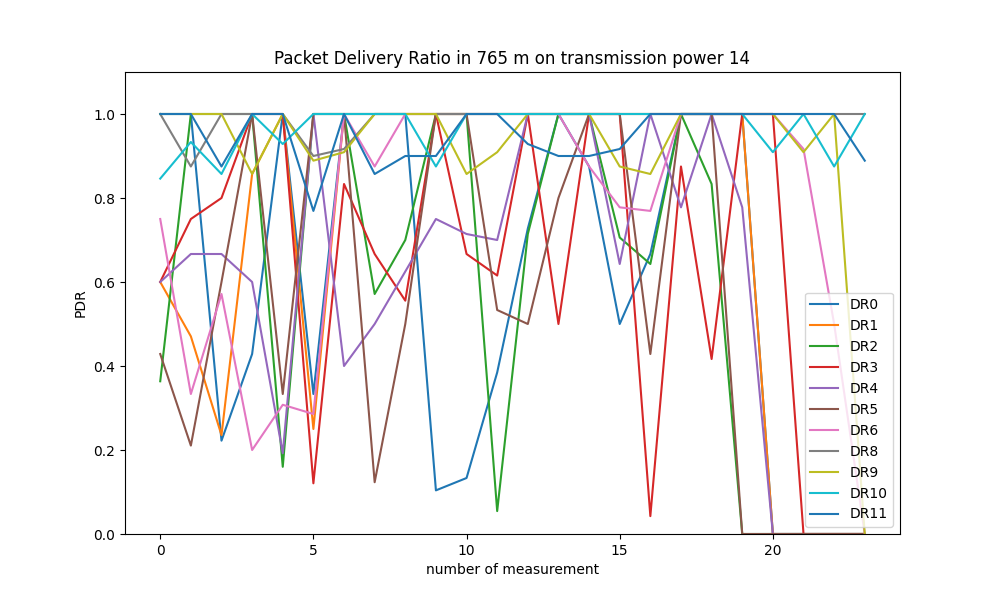 Packet Delivery Ratio in 765 m on transmission power 14
1.0
0.8
0.6
0.4
0.2
0.0
PDR
0 5 10 15 20
number of measurement
DR0
DR1
DR2
DR3
DR4
DR5
DR6
DR8
DR9
DR10
DR11